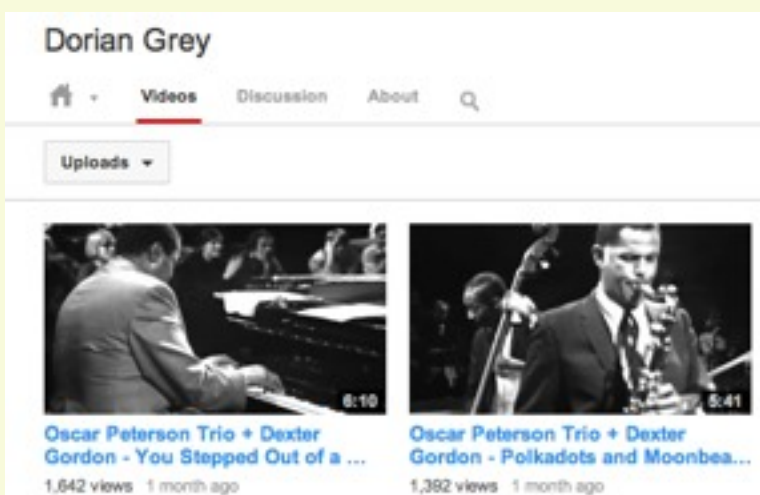 Dorian Grey
Videos Discussion About
Uploads
6:10 5:41
Oscar Peterson Trio + Dexter
Gordon - You Stepped Out of a ...
1,642 views 1 month ago
Oscar Peterson Trio + Dexter
Gordon - Polkadots and Moonbea...
1,392 views 1 month ago